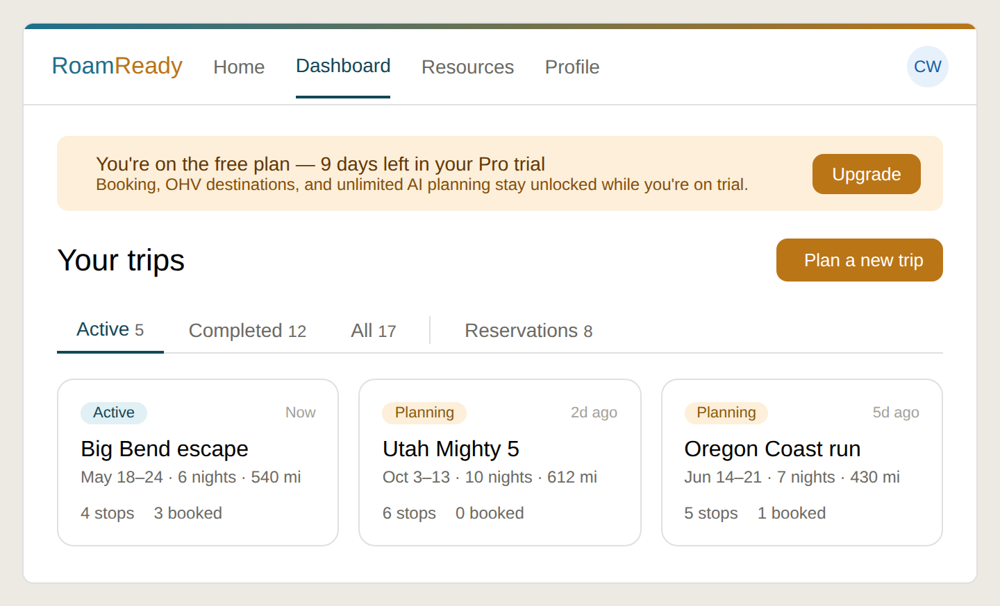 RoamReady Home Dashboard Resources Profile CW
You're on the free plan — 9 days left in your Pro trial
Booking, OHV destinations, and unlimited AI planning stay unlocked while you're on trial.
Upgrade
Your trips
Plan a new trip
Active 5 Completed 12 All 17 Reservations 8
Active Now
Big Bend escape
May 18–24 · 6 nights · 540 mi
4 stops 3 booked
Planning 2d ago
Utah Mighty 5
Oct 3–13 · 10 nights · 612 mi
6 stops 0 booked
Planning 5d ago
Oregon Coast run
Jun 14–21 · 7 nights · 430 mi
5 stops 1 booked